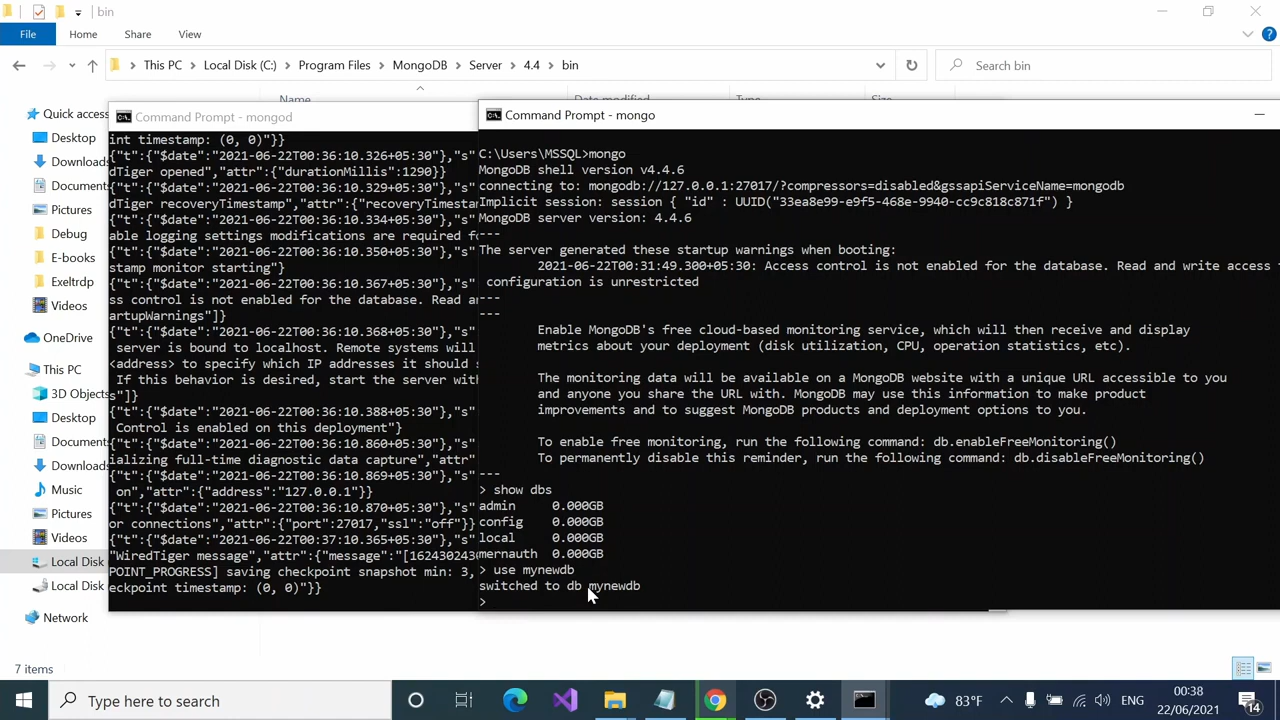 bin
File
Home
Share
View
This PC
Local Disk (C:)
Program Files
MongoDB
Server
4.4
bin
Search bin
Name
Date modified
Type
Size
Quick access
Desktop
Downloads
Documents
Pictures
Debug
E-books
Exeltrdp
Videos
OneDrive
This PC
3D Objects
Desktop
Documents
Downloads
Music
Pictures
Videos
Local Disk
Local Disk
Network
7 items
Command Prompt - mongod
int timestamp: (0, 0)"}}
{"t":{"$date":"2021-06-22T00:36:10.326+05:30"},"s"
dTiger opened","attr":{"durationMillis":1290}}
{"t":{"$date":"2021-06-22T00:36:10.329+05:30"},"s"
dTiger recoveryTimestamp","attr":{"recoveryTimesta
{"t":{"$date":"2021-06-22T00:36:10.334+05:30"},"s"
able logging settings modifications are required fo
{"t":{"$date":"2021-06-22T00:36:10.350+05:30"},"s"
stamp monitor starting"}
{"t":{"$date":"2021-06-22T00:36:10.367+05:30"},"s"
ss control is not enabled for the database. Read an
artupWarnings"]}
{"t":{"$date":"2021-06-22T00:36:10.368+05:30"},"s"
server is bound to localhost. Remote systems will
<address> to specify which IP addresses it should s
If this behavior is desired, start the server with
"]}
{"t":{"$date":"2021-06-22T00:36:10.388+05:30"},"s"
Control is enabled on this deployment"}
{"t":{"$date":"2021-06-22T00:36:10.860+05:30"},"s"
ializing full-time diagnostic data capture","attr"
{"t":{"$date":"2021-06-22T00:36:10.869+05:30"},"s"
on","attr":{"address":"127.0.0.1"}}
{"t":{"$date":"2021-06-22T00:36:10.870+05:30"},"s"
or connections","attr":{"port":27017,"ssl":"off"}}
{"t":{"$date":"2021-06-22T00:37:10.365+05:30"},"s"
"WiredTiger message","attr":{"message":"[162430243
POINT_PROGRESS] saving checkpoint snapshot min: 3,
eckpoint timestamp: (0, 0)"}}
Command Prompt - mongo
C:\Users\MSSQL>mongo
MongoDB shell version v4.4.6
connecting to: mongodb://127.0.0.1:27017/?compressors=disabled&gssapiServiceName=mongodb
Implicit session: session { "id" : UUID("33ea8e99-e9f5-468e-9940-cc9c818c871f") }
MongoDB server version: 4.4.6
---
The server generated these startup warnings when booting:
2021-06-22T00:31:49.300+05:30: Access control is not enabled for the database. Read and write access t
configuration is unrestricted
---
---
Enable MongoDB's free cloud-based monitoring service, which will then receive and display
metrics about your deployment (disk utilization, CPU, operation statistics, etc).
The monitoring data will be available on a MongoDB website with a unique URL accessible to you
and anyone you share the URL with. MongoDB may use this information to make product
improvements and to suggest MongoDB products and deployment options to you.
To enable free monitoring, run the following command: db.enableFreeMonitoring()
To permanently disable this reminder, run the following command: db.disableFreeMonitoring()
---
> show dbs
admin 0.000GB
config 0.000GB
local 0.000GB
mernauth 0.000GB
> use mynewdb
switched to db mynewdb
>
Type here to search
83°F
ENG
00:38
22/06/2021
14